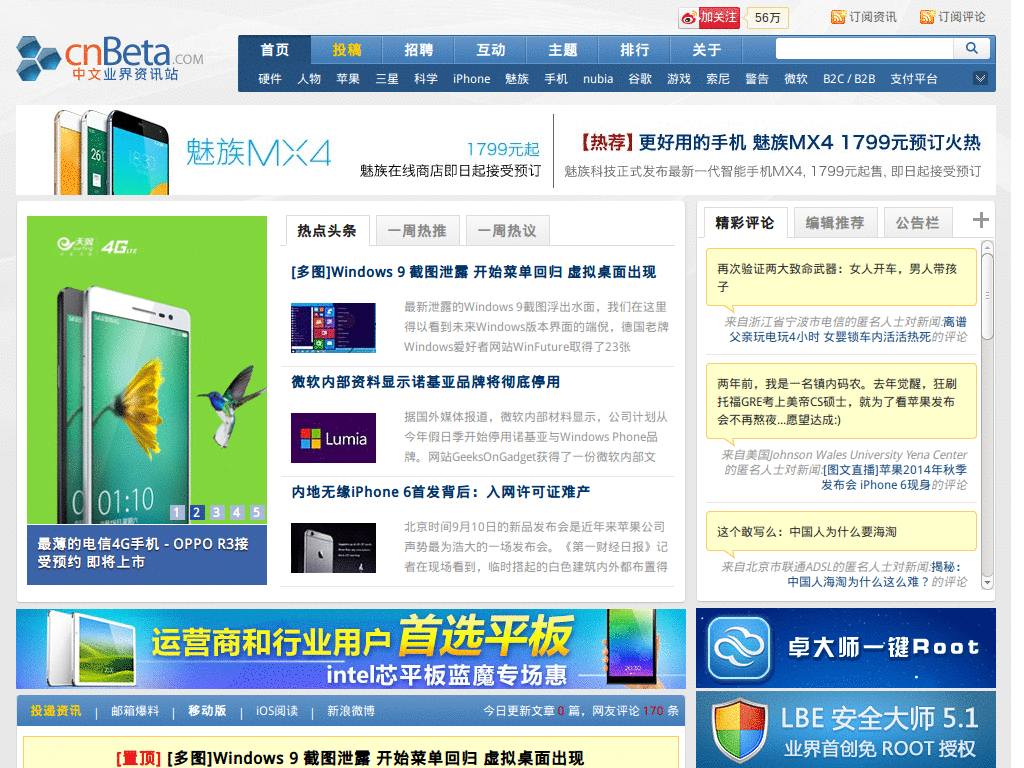 加关注
56万
订阅资讯
订阅评论
cnBeta.COM
中文业界资讯站
首页 投稿 招聘 互动 主题 排行 关于
硬件 人物 苹果 三星 科学 iPhone 魅族 手机 nubia 谷歌 游戏 索尼 警告 微软 B2C / B2B 支付平台
魅族MX4
1799元起
魅族在线商店即日起接受预订
【热荐】更好用的手机 魅族MX4 1799元预订火热
魅族科技正式发布最新一代智能手机MX4, 1799元起售, 即日起接受预订
天翼 4G LTE
01:10
1 2 3 4 5
最薄的电信4G手机 - OPPO R3接
受预约 即将上市
热点头条 一周热推 一周热议
[多图]Windows 9 截图泄露 开始菜单回归 虚拟桌面出现
最新泄露的Windows 9截图浮出水面，我们在这里
得以看到未来Windows版本界面的端倪，德国老牌
Windows爱好者网站WinFuture取得了23张
微软内部资料显示诺基亚品牌将彻底停用
Lumia
据国外媒体报道，微软内部材料显示，公司计划从
今年假日季开始停用诺基亚与Windows Phone品
牌。网站GeeksOnGadget获得了一份微软内部文
内地无缘iPhone 6首发背后：入网许可证难产
北京时间9月10日的新品发布会是近年来苹果公司
声势最为浩大的一场发布会。《第一财经日报》记
者在现场看到，临时搭起的白色建筑内外都布置得
精彩评论 编辑推荐 公告栏
再次验证两大致命武器：女人开车，男人带孩
子
来自浙江省宁波市电信的匿名人士对新闻:离谱
父亲玩电玩4小时 女婴锁车内活活热死的评论
两年前，我是一名镇内码农。去年觉醒，狂刷
托福GRE考上美帝CS硕士，就为了看苹果发布
会不再熬夜...愿望达成:)
来自美国Johnson Wales University Yena Center
的匿名人士对新闻:[图文直播]苹果2014年秋季
发布会 iPhone 6现身的评论
这个敢写么：中国人为什么要海淘
来自北京市联通ADSL的匿名人士对新闻:揭秘：
中国人海淘为什么这么难？的评论
运营商和行业用户 首选平板
intel芯平板蓝魔专场惠
卓大师一键Root
LBE 安全大师 5.1
业界首创免 ROOT 授权
投递资讯 | 邮箱爆料 | 移动版 | iOS阅读 | 新浪微博
今日更新文章 0 篇，网友评论 170 条
[置顶] [多图]Windows 9 截图泄露 开始菜单回归 虚拟桌面出现